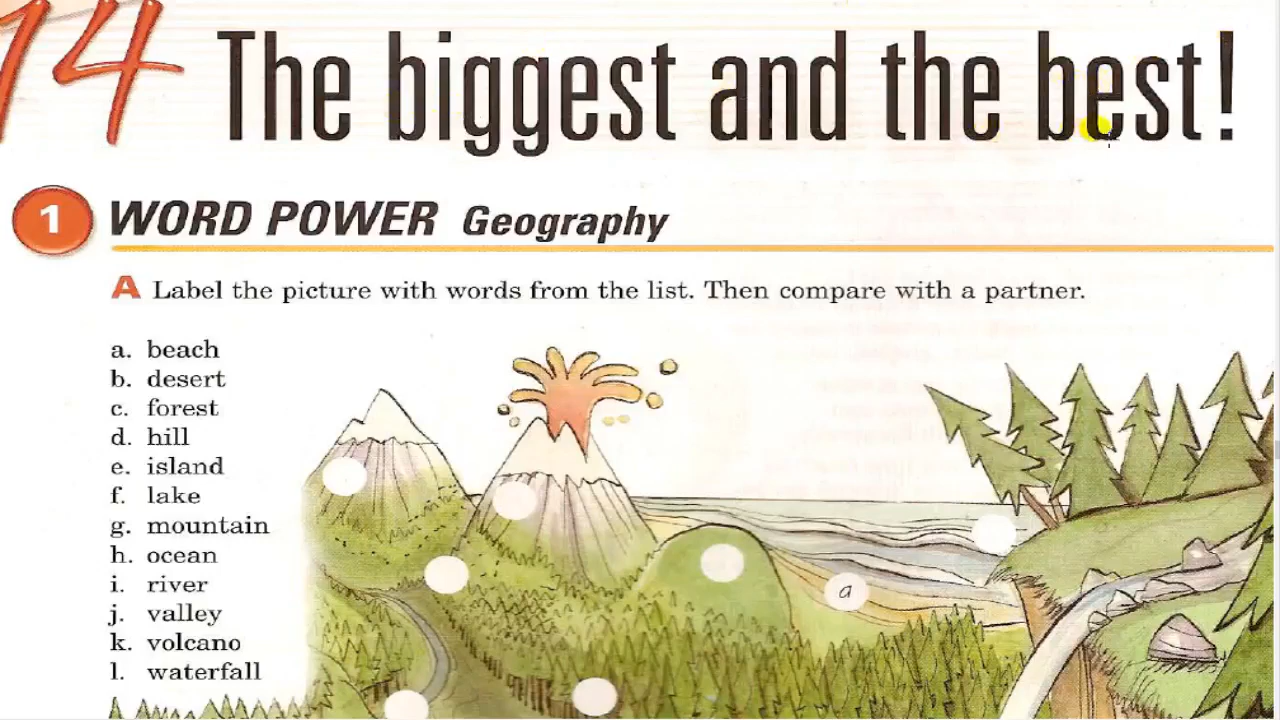 14 The biggest and the best!
1 WORD POWER Geography
A Label the picture with words from the list. Then compare with a partner.
a. beach
b. desert
c. forest
d. hill
e. island
f. lake
g. mountain
h. ocean
i. river
j. valley
k. volcano
l. waterfall
a